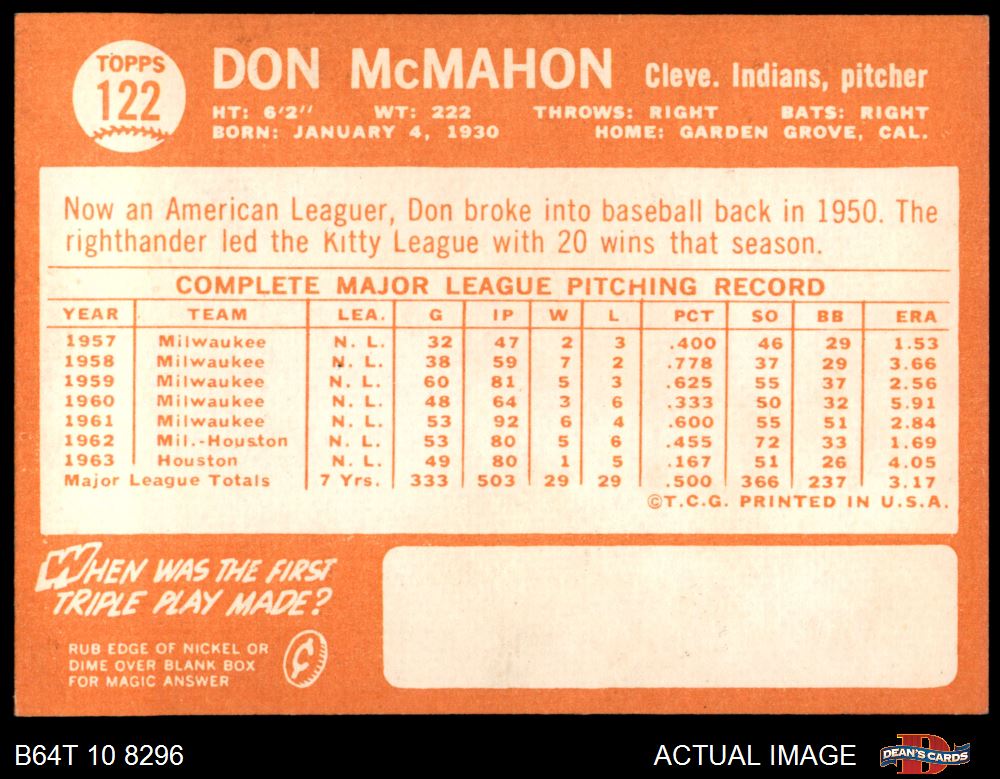 TOPPS
122
DON McMAHON Cleve. Indians, pitcher
HT: 6'2" WT: 222 THROWS: RIGHT BATS: RIGHT
BORN: JANUARY 4, 1930 HOME: GARDEN GROVE, CAL.
Now an American Leaguer, Don broke into baseball back in 1950. The
righthander led the Kitty League with 20 wins that season.
COMPLETE MAJOR LEAGUE PITCHING RECORD
YEAR TEAM LEA. G IP W L PCT SO BB ERA
1957 Milwaukee N. L. 32 47 2 3 .400 46 29 1.53
1958 Milwaukee N. L. 38 59 7 2 .778 37 29 3.66
1959 Milwaukee N. L. 60 81 5 3 .625 55 37 2.56
1960 Milwaukee N. L. 48 64 3 6 .333 50 32 5.91
1961 Milwaukee N. L. 53 92 6 4 .600 55 51 2.84
1962 Mil.-Houston N. L. 53 80 5 6 .455 72 33 1.69
1963 Houston N. L. 49 80 1 5 .167 51 26 4.05
Major League Totals 7 Yrs. 333 503 29 29 .500 366 237 3.17
©T.C.G. PRINTED IN U.S.A.
WHEN WAS THE FIRST
TRIPLE PLAY MADE?
RUB EDGE OF NICKEL OR
DIME OVER BLANK BOX
FOR MAGIC ANSWER
¢
B64T 10 8296 ACTUAL IMAGE D DEAN'S CARDS